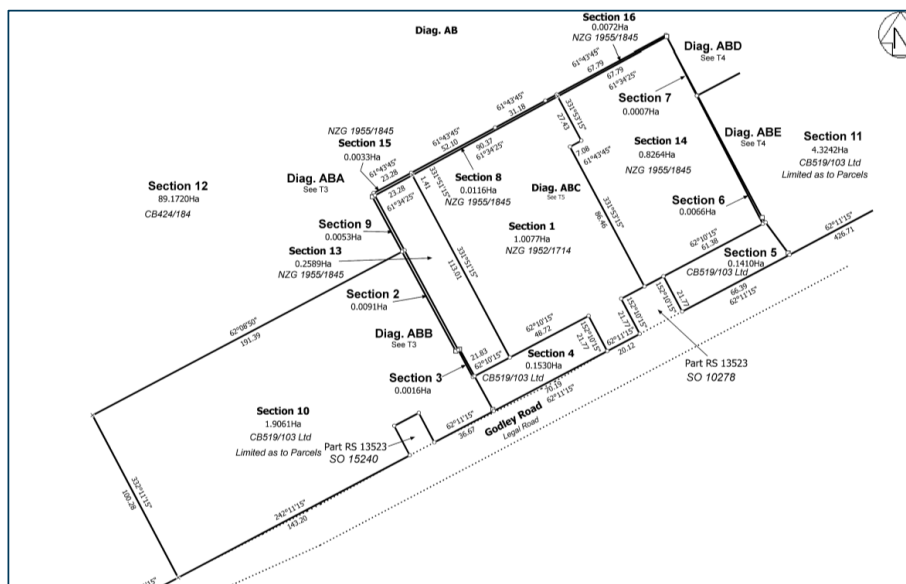 Diag. AB
Section 16
0.0072Ha
NZG 1955/1845
N
Diag. ABD
See T4
61°43'45"
67.79
67.79
61°34'25"
Section 7
0.0007Ha
61°43'45"
31.18
331°53'15"
27.43
NZG 1955/1845
Section 15
0.0033Ha
61°43'45"
52.10
90.37
61°34'25"
7.08
61°43'45"
Section 14
0.8264Ha
NZG 1955/1845
Diag. ABE
See T4
Section 11
4.3242Ha
CB519/103 Ltd
Limited as to Parcels
Section 12
89.1720Ha
CB424/184
Diag. ABA
See T3
61°43'45"
23.28
23.28
61°34'25"
1.41
331°51'15"
Section 8
0.0116Ha
NZG 1955/1845
Diag. ABC
See T5
Section 9
0.0053Ha
Section 1
1.0077Ha
NZG 1952/1714
331°53'15"
86.46
Section 6
0.0066Ha
Section 13
0.2589Ha
NZG 1955/1845
331°51'15"
113.01
62°10'15"
61.38
Section 5
0.1410Ha
CB519/103 Ltd
62°11'15"
426.71
Section 2
0.0091Ha
152°10'15"
21.77
152°10'15"
21.77
66.39
62°11'15"
62°08'50"
191.39
Diag. ABB
See T3
62°10'15"
48.72
152°10'15"
21.77
62°11'15"
20.12
21.83
62°10'15"
Section 4
0.1530Ha
CB519/103 Ltd
Part RS 13523
SO 10278
Section 3
0.0016Ha
70.19
62°11'15"
Godley Road
Legal Road
Section 10
1.9061Ha
CB519/103 Ltd
Limited as to Parcels
Part RS 13523
SO 15240
62°11'15"
36.67
332°11'15"
100.28
242°11'15"
143.20